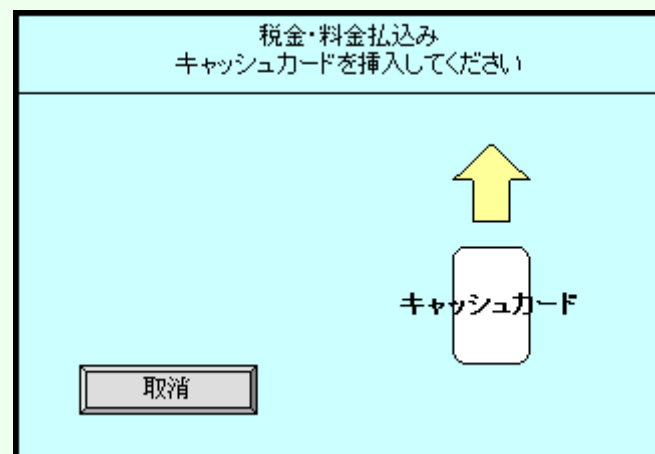 税金・料金払込み
キャッシュカードを挿入してください
キャッシュカード
取消